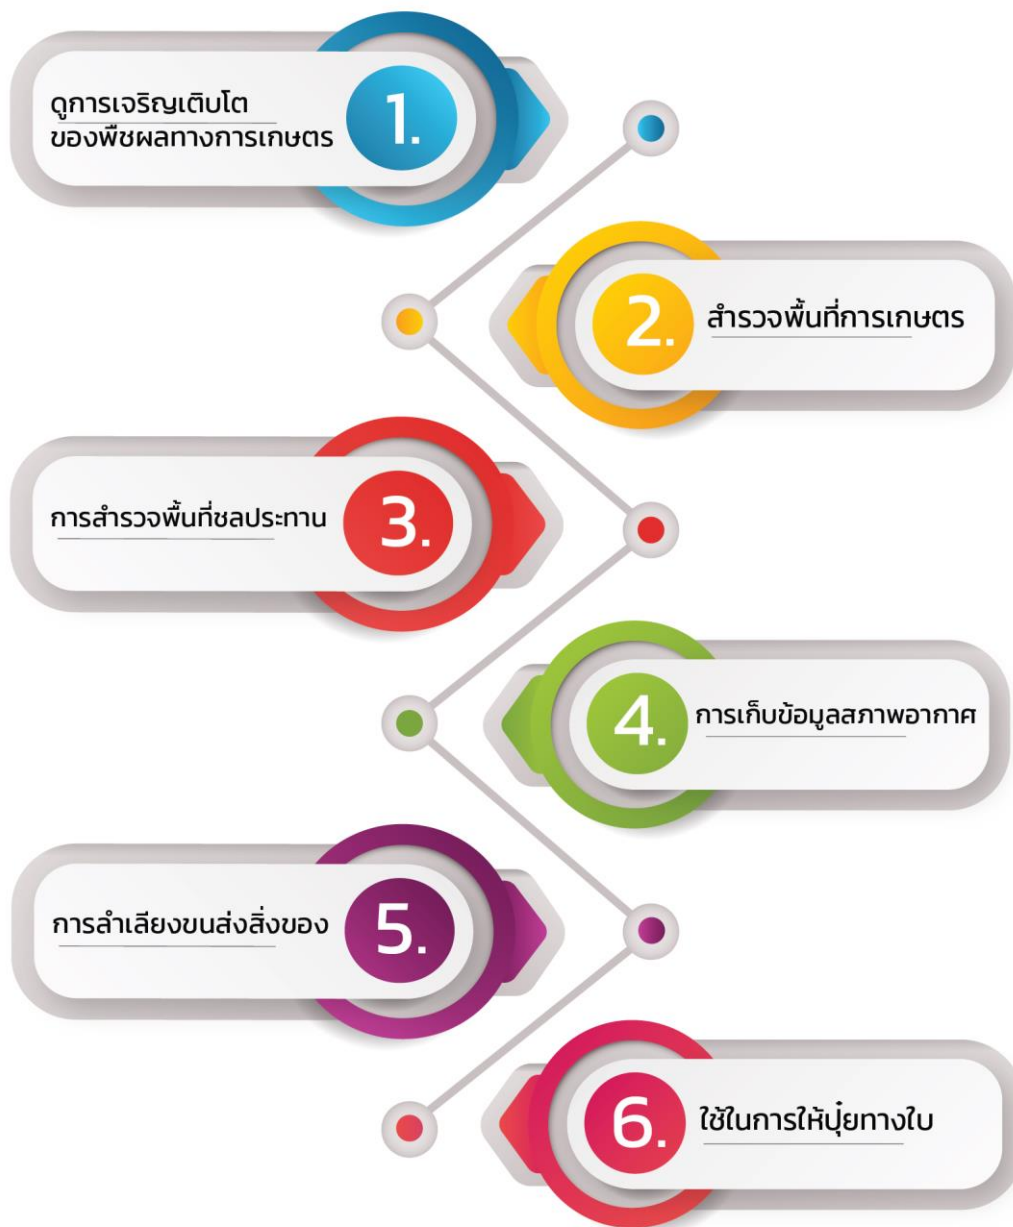 1.
ดูการเจริญเติบโต
ของพืชผลทางการเกษตร
2.
สำรวจพื้นที่การเกษตร
3.
การสำรวจพื้นที่ชลประทาน
4.
การเก็บข้อมูลสภาพอากาศ
5.
การลำเลียงขนส่งสิ่งของ
6.
ใช้ในการให้ปุ๋ยทางใบ